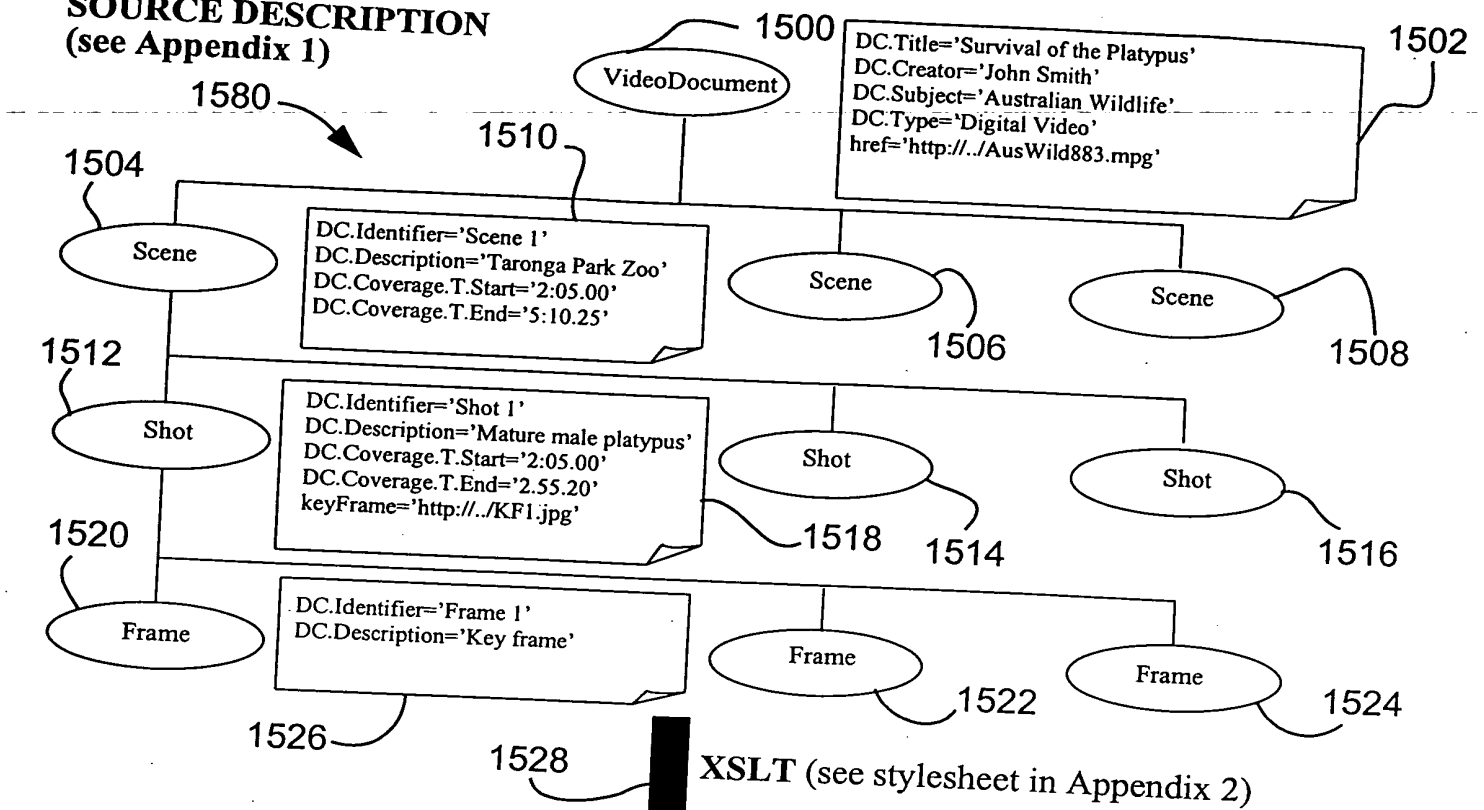 SOURCE DESCRIPTION
(see Appendix 1)
1580
1500
VideoDocument
DC.Title='Survival of the Platypus'
DC.Creator='John Smith'
DC.Subject='Australian Wildlife'
DC.Type='Digital Video'
href='http://../AusWild883.mpg'
1502
1504
Scene
1510
DC.Identifier='Scene 1'
DC.Description='Taronga Park Zoo'
DC.Coverage.T.Start='2:05.00'
DC.Coverage.T.End='5:10.25'
Scene
1506
Scene
1508
1512
Shot
DC.Identifier='Shot 1'
DC.Description='Mature male platypus'
DC.Coverage.T.Start='2:05.00'
DC.Coverage.T.End='2.55.20'
keyFrame='http://../KF1.jpg'
1518
Shot
1514
Shot
1516
1520
Frame
DC.Identifier='Frame 1'
DC.Description='Key frame'
1526
Frame
1522
Frame
1524
1528
XSLT (see stylesheet in Appendix 2)